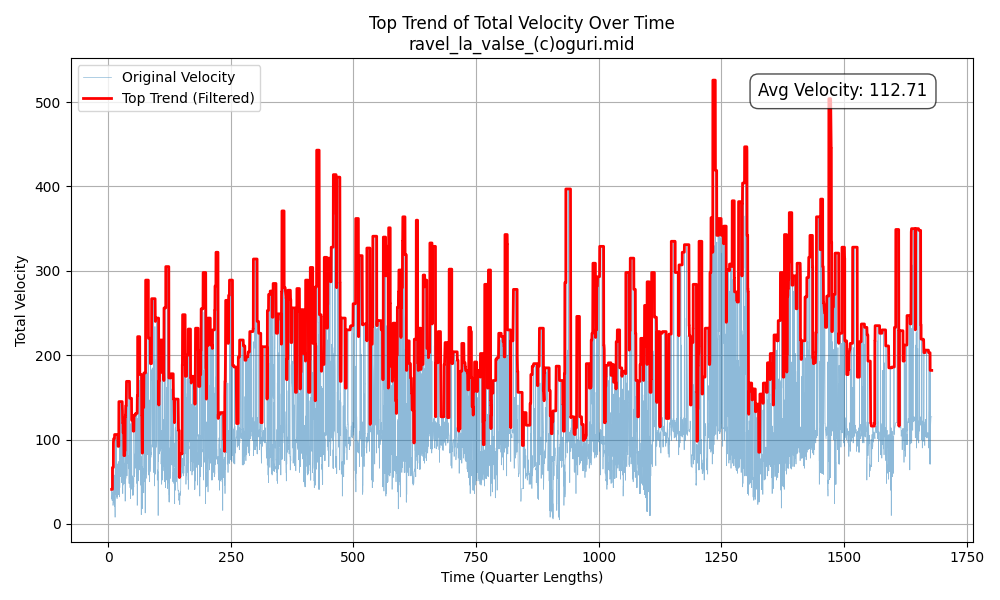 Top Trend of Total Velocity Over Time
ravel_la_valse_(c)oguri.mid
Original Velocity
Top Trend (Filtered)
Avg Velocity: 112.71
Total Velocity
500
400
300
200
100
0
0 250 500 750 1000 1250 1500 1750
Time (Quarter Lengths)